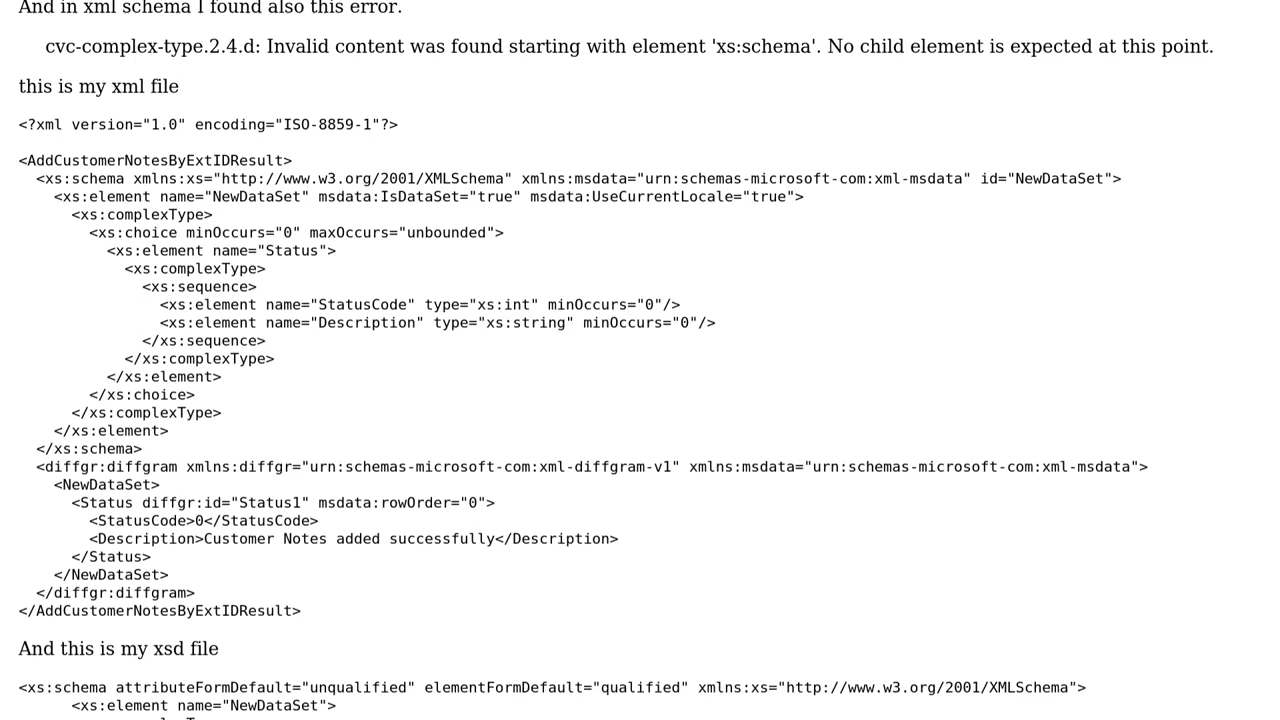 And in xml schema I found also this error.
cvc-complex-type.2.4.d: Invalid content was found starting with element 'xs:schema'. No child element is expected at this point.
this is my xml file
<?xml version="1.0" encoding="ISO-8859-1"?>
<AddCustomerNotesByExtIDResult>
<xs:schema xmlns:xs="http://www.w3.org/2001/XMLSchema" xmlns:msdata="urn:schemas-microsoft-com:xml-msdata" id="NewDataSet">
<xs:element name="NewDataSet" msdata:IsDataSet="true" msdata:UseCurrentLocale="true">
<xs:complexType>
<xs:choice minOccurs="0" maxOccurs="unbounded">
<xs:element name="Status">
<xs:complexType>
<xs:sequence>
<xs:element name="StatusCode" type="xs:int" minOccurs="0"/>
<xs:element name="Description" type="xs:string" minOccurs="0"/>
</xs:sequence>
</xs:complexType>
</xs:element>
</xs:choice>
</xs:complexType>
</xs:element>
</xs:schema>
<diffgr:diffgram xmlns:diffgr="urn:schemas-microsoft-com:xml-diffgram-v1" xmlns:msdata="urn:schemas-microsoft-com:xml-msdata">
<NewDataSet>
<Status diffgr:id="Status1" msdata:rowOrder="0">
<StatusCode>0</StatusCode>
<Description>Customer Notes added successfully</Description>
</Status>
</NewDataSet>
</diffgr:diffgram>
</AddCustomerNotesByExtIDResult>
And this is my xsd file
<xs:schema attributeFormDefault="unqualified" elementFormDefault="qualified" xmlns:xs="http://www.w3.org/2001/XMLSchema">
<xs:element name="NewDataSet">